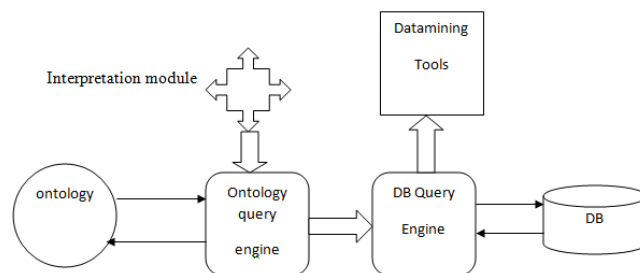 Datamining
Tools
Interpretation module
ontology
Ontology
query
engine
DB Query
Engine
DB